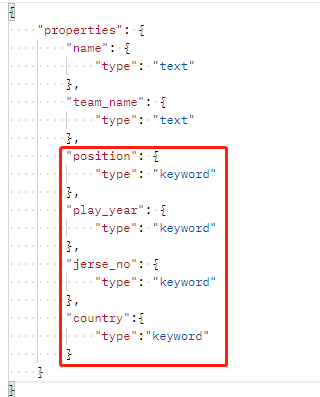 {
"properties": {
"name": {
"type": "text"
},
"team_name": {
"type": "text"
},
"position": {
"type": "keyword"
},
"play_year": {
"type": "keyword"
},
"jerse_no": {
"type": "keyword"
},
"country":{
"type":"keyword"
}
}
}